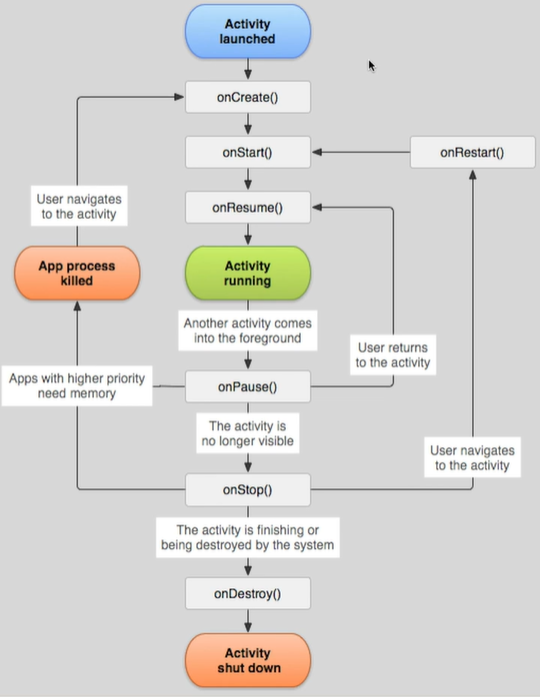 Activity
launched
onCreate()
onStart()
onRestart()
User navigates
to the activity
onResume()
App process
killed
Activity
running
Another activity comes
into the foreground
User returns
to the activity
Apps with higher priority
need memory
onPause()
The activity is
no longer visible
User navigates
to the activity
onStop()
The activity is finishing or
being destroyed by the system
onDestroy()
Activity
shut down